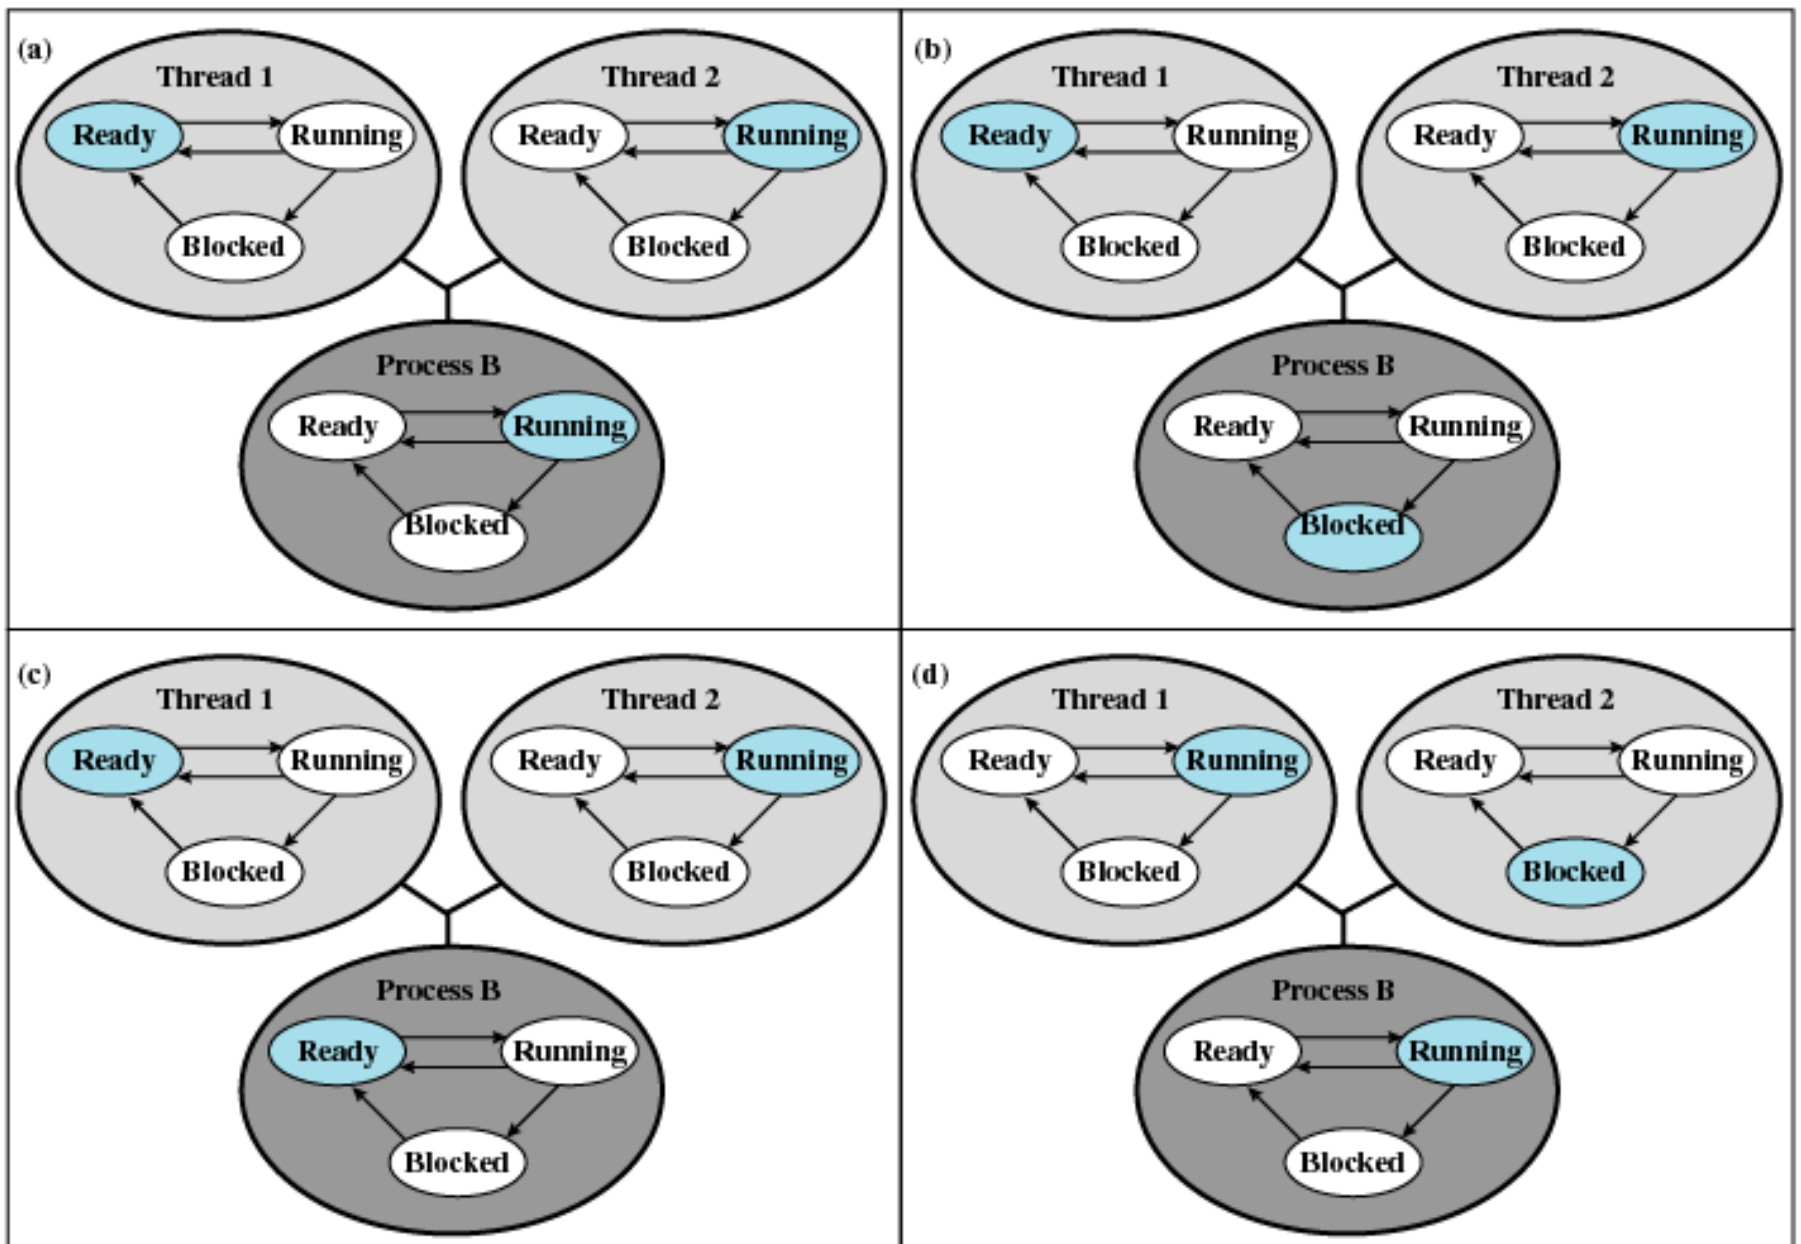 (a)
Thread 1
Ready
Running
Blocked
Thread 2
Ready
Running
Blocked
Process B
Ready
Running
Blocked
(b)
Thread 1
Ready
Running
Blocked
Thread 2
Ready
Running
Blocked
Process B
Ready
Running
Blocked
(c)
Thread 1
Ready
Running
Blocked
Thread 2
Ready
Running
Blocked
Process B
Ready
Running
Blocked
(d)
Thread 1
Ready
Running
Blocked
Thread 2
Ready
Running
Blocked
Process B
Ready
Running
Blocked